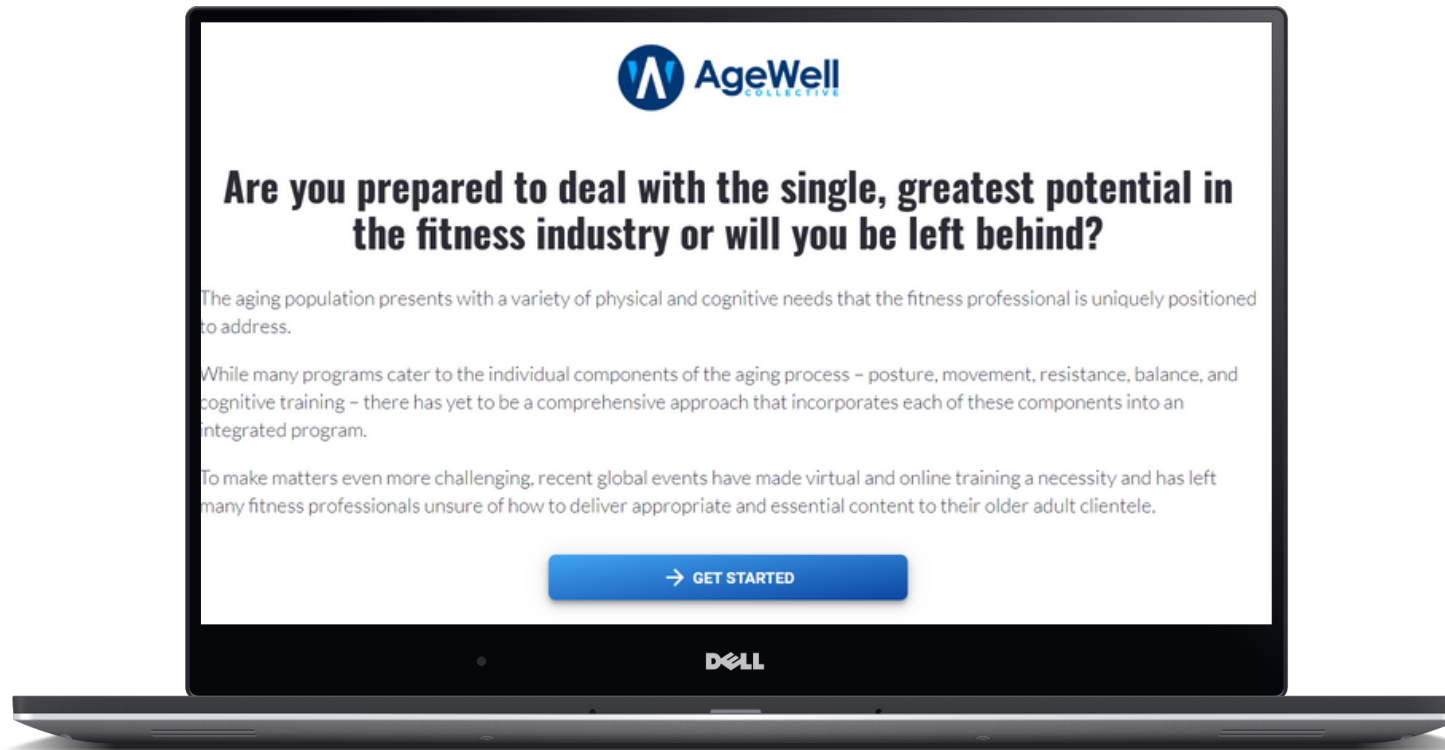 AgeWell
COLLECTIVE
Are you prepared to deal with the single, greatest potential in
the fitness industry or will you be left behind?
The aging population presents with a variety of physical and cognitive needs that the fitness professional is uniquely positioned
to address.
While many programs cater to the individual components of the aging process – posture, movement, resistance, balance, and
cognitive training – there has yet to be a comprehensive approach that incorporates each of these components into an
integrated program.
To make matters even more challenging, recent global events have made virtual and online training a necessity and has left
many fitness professionals unsure of how to deliver appropriate and essential content to their older adult clientele.
→ GET STARTED
DELL